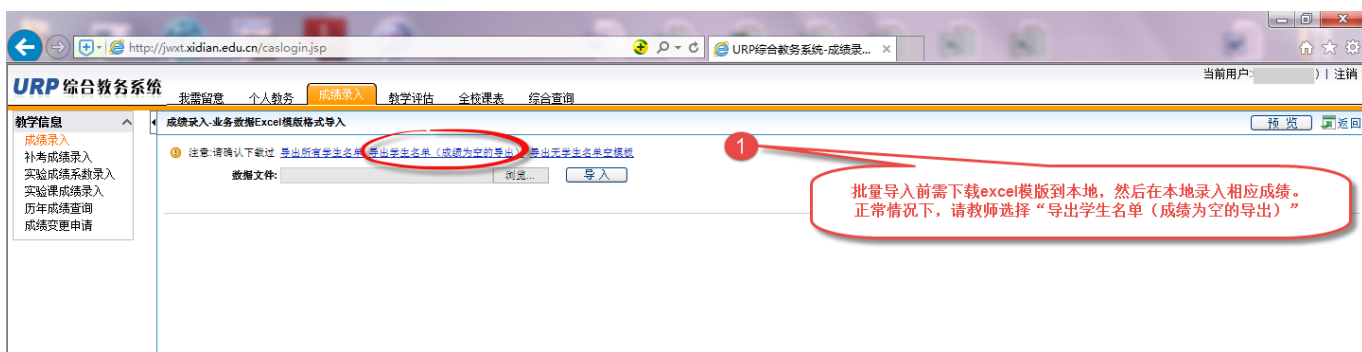 http://jwxt.xidian.edu.cn/caslogin.jsp
URP综合教务系统-成绩录...
URP 综合教务系统
当前用户: ) | 注销
我需留意 个人教务 成绩录入 教学评估 全校课表 综合查询
教学信息
成绩录入
补考成绩录入
实验成绩系数录入
实验课成绩录入
历年成绩查询
成绩变更申请
成绩录入-业务数据Excel模版格式导入
预 览 返回
注意:请确认下载过 导出所有学生名单 导出学生名单（成绩为空的导出） 导出无学生名单空模板
数据文件: 浏览... 导入
1
批量导入前需下载excel模版到本地，然后在本地录入相应成绩。
正常情况下，请教师选择“导出学生名单（成绩为空的导出）”